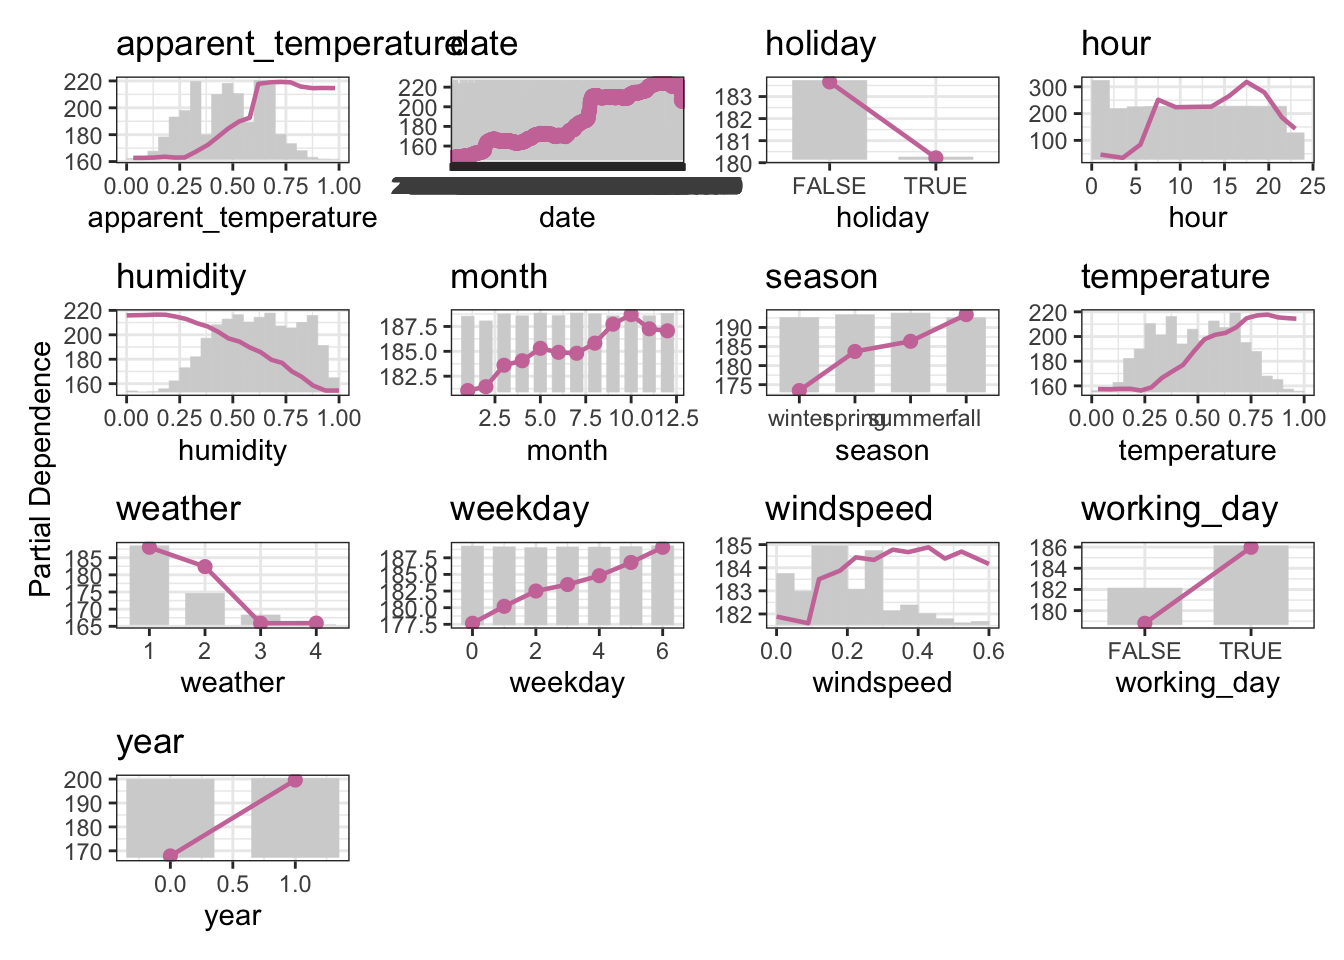 apparent_temperature
date
holiday
hour
220
200
180
160
0.00 0.25 0.50 0.75 1.00
apparent_temperature
220
200
180
160
date
183
182
181
180
FALSE TRUE
holiday
300
200
100
0 5 10 15 20 25
hour
Partial Dependence
humidity
month
season
temperature
220
200
180
160
0.00 0.25 0.50 0.75 1.00
humidity
187.5
185.0
182.5
2.5 5.0 7.5 10.0 12.5
month
190
185
180
175
winter spring summer fall
season
220
200
180
160
0.00 0.25 0.50 0.75 1.00
temperature
weather
weekday
windspeed
working_day
185
180
175
170
165
1 2 3 4
weather
187.5
185.0
182.5
180.0
177.5
0 2 4 6
weekday
185
184
183
182
0.0 0.2 0.4 0.6
windspeed
186
184
182
180
FALSE TRUE
working_day
year
200
190
180
170
0.0 0.5 1.0
year